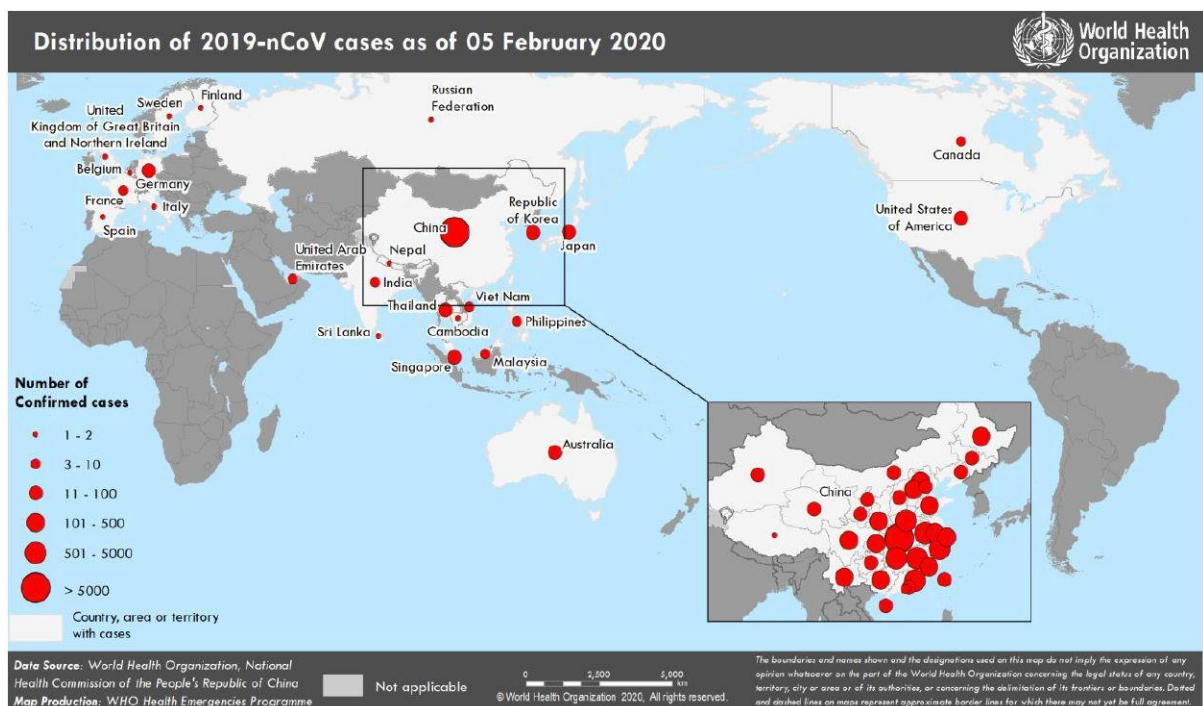 Distribution of 2019-nCoV cases as of 05 February 2020
World Health
Organization
Sweden
Finland
Russian
Federation
United
Kingdom of Great Britain
and Northern Ireland
Belgium
Germany
France
Italy
Spain
Canada
United States
of America
Republic
of Korea
China
Japan
United Arab
Emirates
Nepal
India
Thailand
Viet Nam
Sri Lanka
Cambodia
Philippines
Singapore
Malaysia
Australia
China
Number of
Confirmed cases
1 - 2
3 - 10
11 - 100
101 - 500
501 - 5000
> 5000
Country, area or territory
with cases
Data Source: World Health Organization, National
Health Commission of the People's Republic of China
Map Production: WHO Health Emergencies Programme
Not applicable
0 2,500 5,000
km
© World Health Organization 2020, All rights reserved.
The boundaries and names shown and the designations used on this map do not imply the expression of any
opinion whatsoever on the part of the World Health Organization concerning the legal status of any country,
territory, city or area or of its authorities, or concerning the delimitation of its frontiers or boundaries. Dotted
and dashed lines on maps represent approximate border lines for which there may not yet be full agreement.